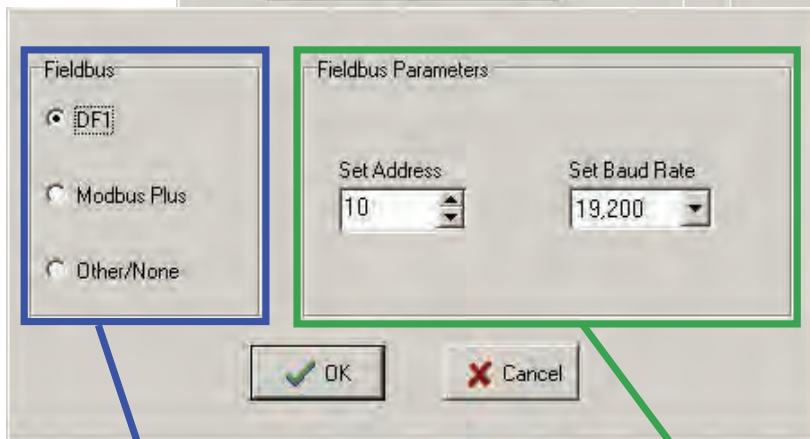 Fieldbus
DF1
Modbus Plus
Other/None
Fieldbus Parameters
Set Address
10
Set Baud Rate
19,200
OK
Cancel